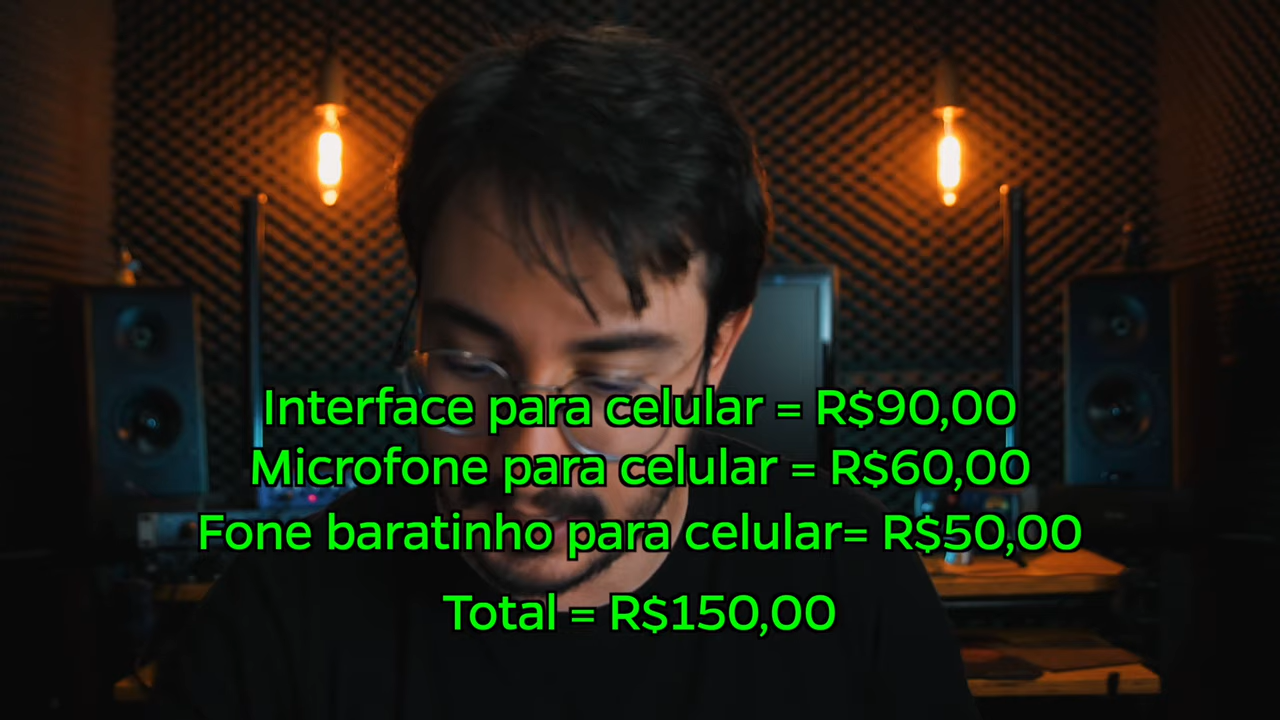 Interface para celular = R$90,00
Microfone para celular = R$60,00
Fone baratinho para celular= R$50,00
Total = R$150,00